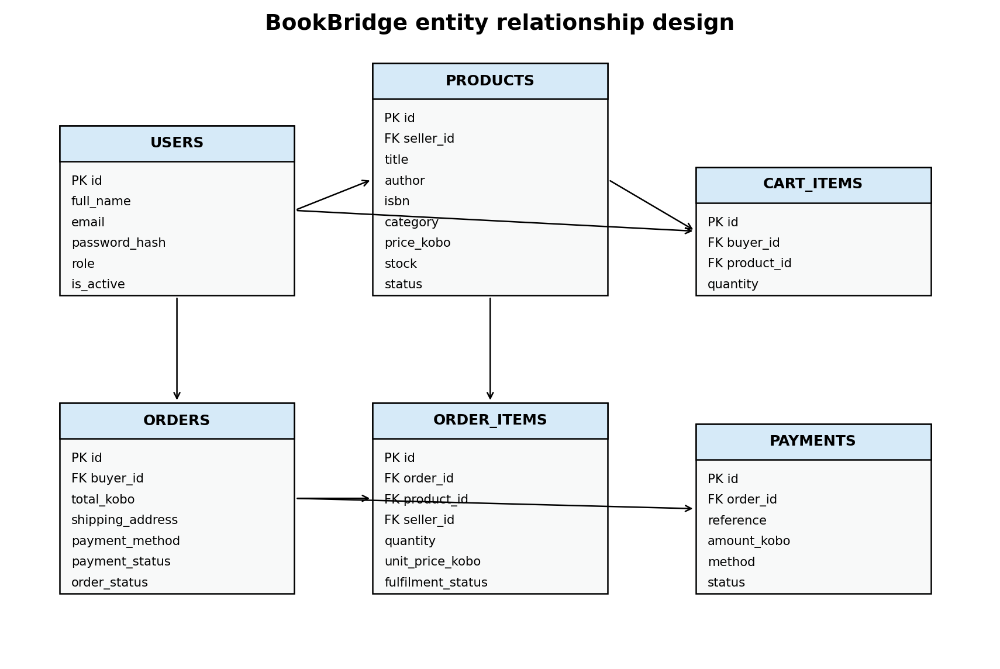 BookBridge entity relationship design
USERS
PK id
full_name
email
password_hash
role
is_active
PRODUCTS
PK id
FK seller_id
title
author
isbn
category
price_kobo
stock
status
CART_ITEMS
PK id
FK buyer_id
FK product_id
quantity
ORDERS
PK id
FK buyer_id
total_kobo
shipping_address
payment_method
payment_status
order_status
ORDER_ITEMS
PK id
FK order_id
FK product_id
FK seller_id
quantity
unit_price_kobo
fulfilment_status
PAYMENTS
PK id
FK order_id
reference
amount_kobo
method
status